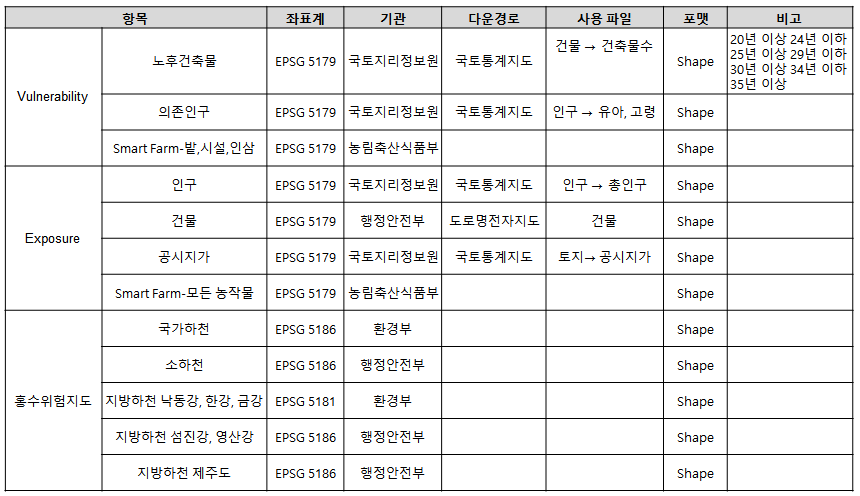 항목 좌표계 기관 다운경로 사용 파일 포맷 비고
Vulnerability
노후건축물 EPSG 5179 국토지리정보원 국토통계지도 건물 → 건축물수 Shape
20년 이상 24년 이하
25년 이상 29년 이하
30년 이상 34년 이하
35년 이상
의존인구 EPSG 5179 국토지리정보원 국토통계지도 인구 → 유아, 고령 Shape
Smart Farm-밭,시설,인삼 EPSG 5179 농림축산식품부 Shape
Exposure
인구 EPSG 5179 국토지리정보원 국토통계지도 인구 → 총인구 Shape
건물 EPSG 5179 행정안전부 도로명전자지도 건물 Shape
공시지가 EPSG 5179 국토지리정보원 국토통계지도 토지→ 공시지가 Shape
Smart Farm-모든 농작물 EPSG 5179 농림축산식품부 Shape
홍수위험지도
국가하천 EPSG 5186 환경부 Shape
소하천 EPSG 5186 행정안전부 Shape
지방하천 낙동강, 한강, 금강 EPSG 5181 환경부 Shape
지방하천 섬진강, 영산강 EPSG 5186 행정안전부 Shape
지방하천 제주도 EPSG 5186 행정안전부 Shape